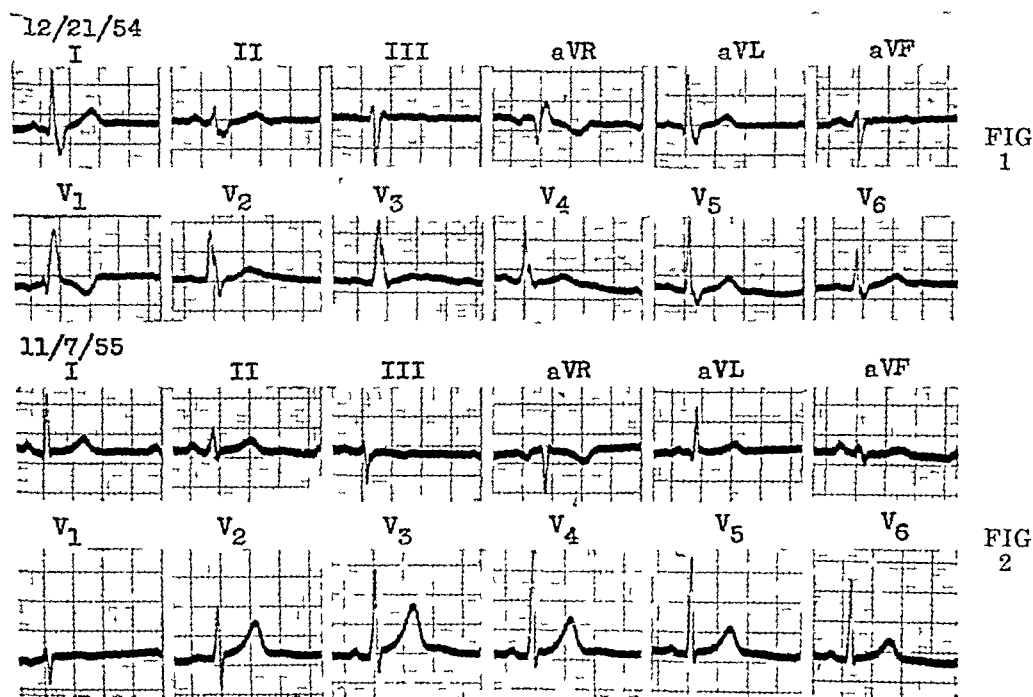 12/21/54
I II III aVR aVL aVF
FIG
1
V1 V2 V3 V4 V5 V6
11/7/55
I II III aVR aVL aVF
V1 V2 V3 V4 V5 V6
FIG
2